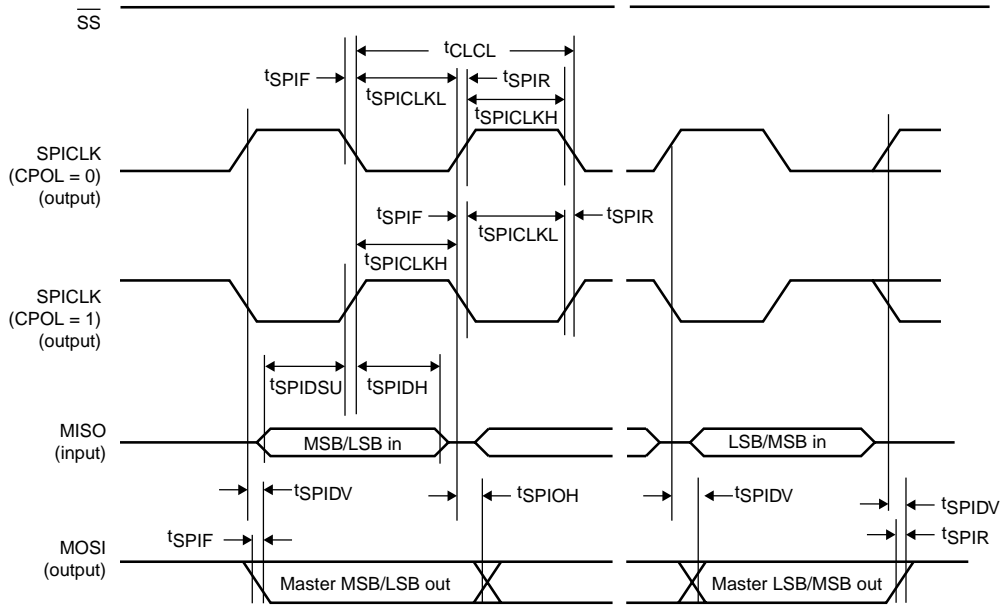 SS
tCLCL
tSPIF
tSPICLKL
tSPIR
tSPICLKH
SPICLK
(CPOL = 0)
(output)
tSPIF
tSPICLKL
tSPIR
tSPICLKH
SPICLK
(CPOL = 1)
(output)
tSPIDSU
tSPIDH
MISO
(input)
MSB/LSB in
LSB/MSB in
tSPIDV
tSPIOH
tSPIDV
tSPIDV
tSPIF
tSPIR
MOSI
(output)
Master MSB/LSB out
Master LSB/MSB out